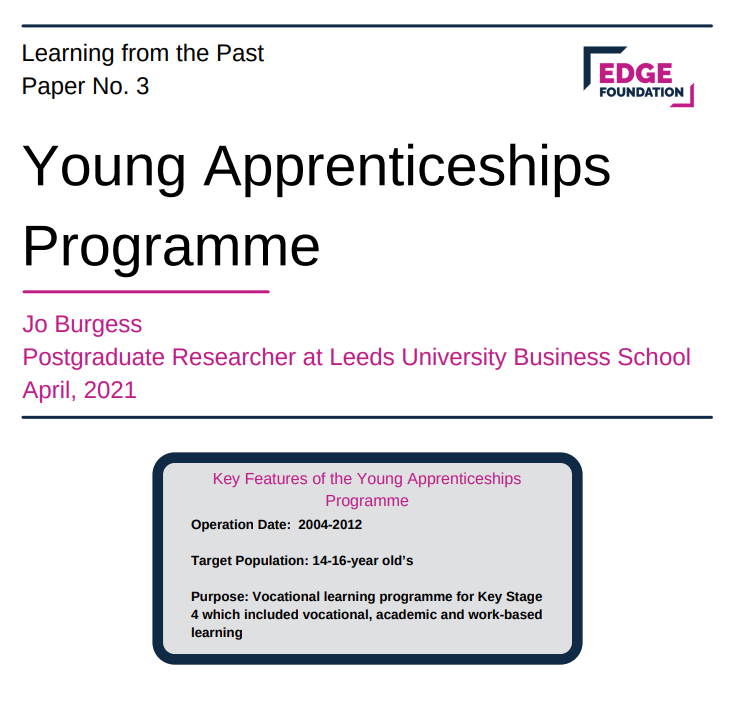 Learning from the Past
Paper No. 3
EDGE
FOUNDATION
Young Apprenticeships
Programme
Jo Burgess
Postgraduate Researcher at Leeds University Business School
April, 2021
Key Features of the Young Apprenticeships
Programme
Operation Date:  2004-2012
Target Population: 14-16-year old’s
Purpose: Vocational learning programme for Key Stage
4 which included vocational, academic and work-based
learning